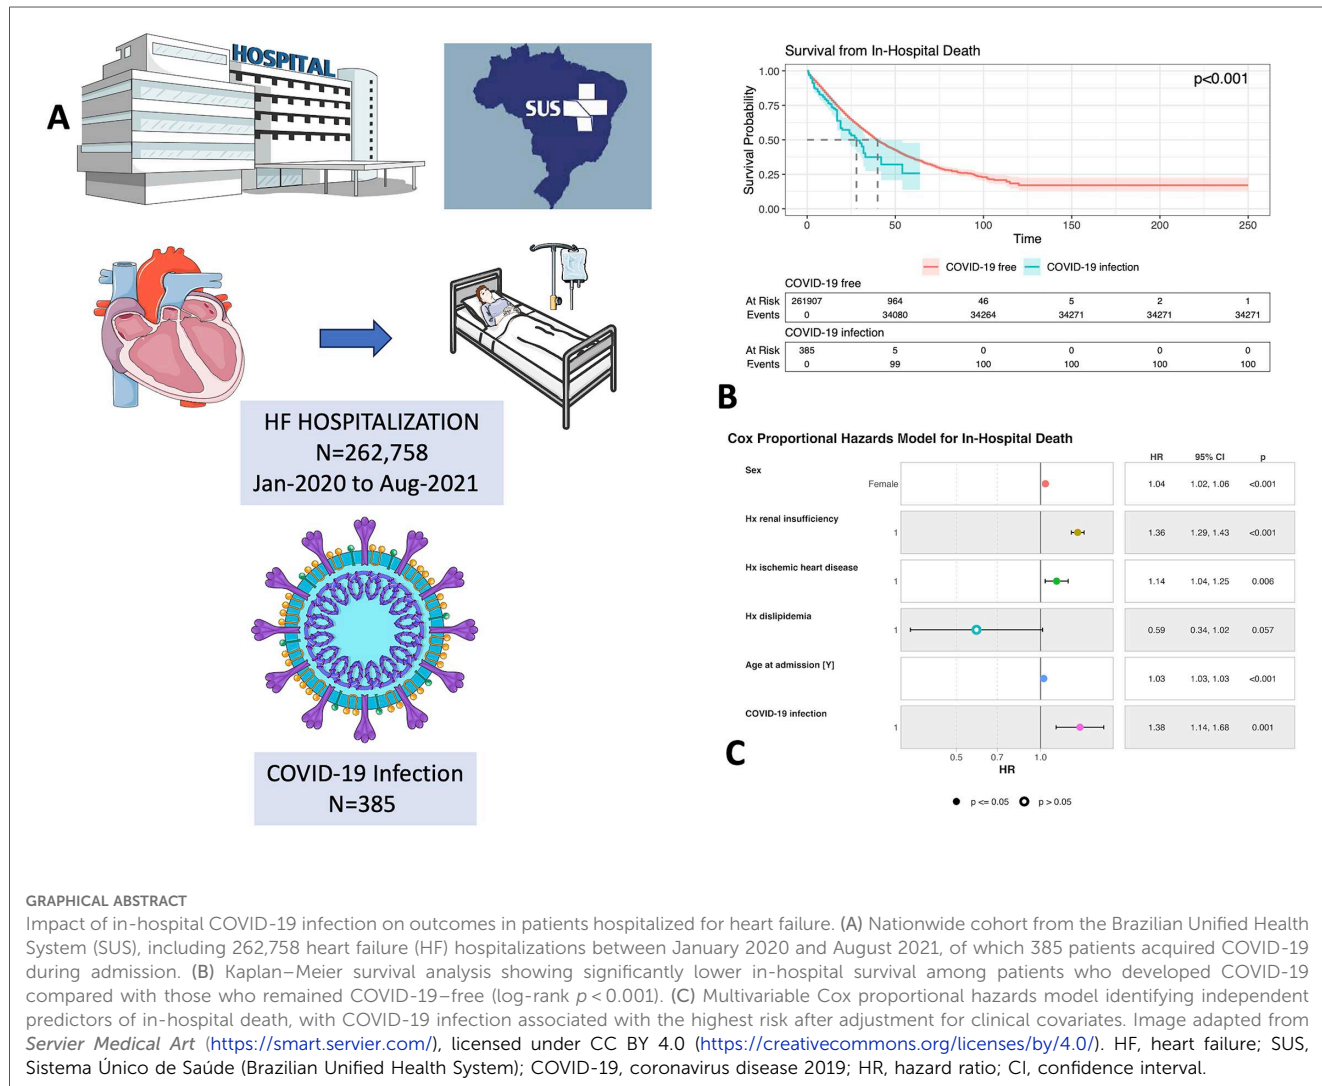 HOSPITAL
A
SUS
HF HOSPITALIZATION
N=262,758
Jan-2020 to Aug-2021
COVID-19 Infection
N=385
Survival from In-Hospital Death
p<0.001
Survival Probability
1.00
0.75
0.50
0.25
0.00
0 50 100 150 200 250
Time
COVID-19 free COVID-19 infection
COVID-19 free
At Risk 261907 964 46 5 2 1
Events 0 34080 34264 34271 34271 34271
COVID-19 infection
At Risk 385 5 0 0 0 0
Events 0 99 100 100 100 100
B
Cox Proportional Hazards Model for In-Hospital Death
HR 95% CI p
Sex
Female 1.04 1.02, 1.06 <0.001
Hx renal insufficiency
1 1.36 1.29, 1.43 <0.001
Hx ischemic heart disease
1 1.14 1.04, 1.25 0.006
Hx dislipidemia
1 0.59 0.34, 1.02 0.057
Age at admission [Y]
1.03 1.03, 1.03 <0.001
COVID-19 infection
1 1.38 1.14, 1.68 0.001
C
0.5 0.7 1.0
HR
p <= 0.05 p > 0.05
GRAPHICAL ABSTRACT
Impact of in-hospital COVID-19 infection on outcomes in patients hospitalized for heart failure. (A) Nationwide cohort from the Brazilian Unified Health
System (SUS), including 262,758 heart failure (HF) hospitalizations between January 2020 and August 2021, of which 385 patients acquired COVID-19
during admission. (B) Kaplan–Meier survival analysis showing significantly lower in-hospital survival among patients who developed COVID-19
compared with those who remained COVID-19–free (log-rank p < 0.001). (C) Multivariable Cox proportional hazards model identifying independent
predictors of in-hospital death, with COVID-19 infection associated with the highest risk after adjustment for clinical covariates. Image adapted from
Servier Medical Art (https://smart.servier.com/), licensed under CC BY 4.0 (https://creativecommons.org/licenses/by/4.0/). HF, heart failure; SUS,
Sistema Único de Saúde (Brazilian Unified Health System); COVID-19, coronavirus disease 2019; HR, hazard ratio; CI, confidence interval.